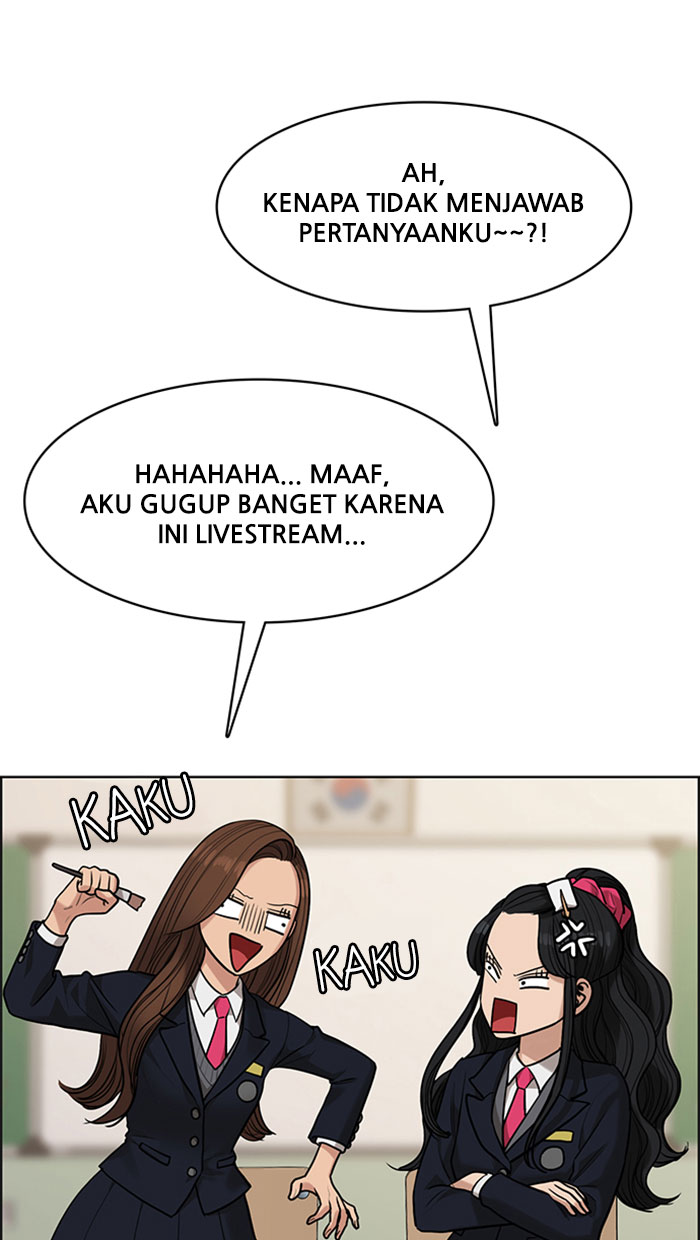 AH,
KENAPA TIDAK MENJAWAB
PERTANYAANKU~~?!
HAHAHAHA... MAAF,
AKU GUGUP BANGET KARENA
INI LIVESTREAM...
KAKU
KAKU